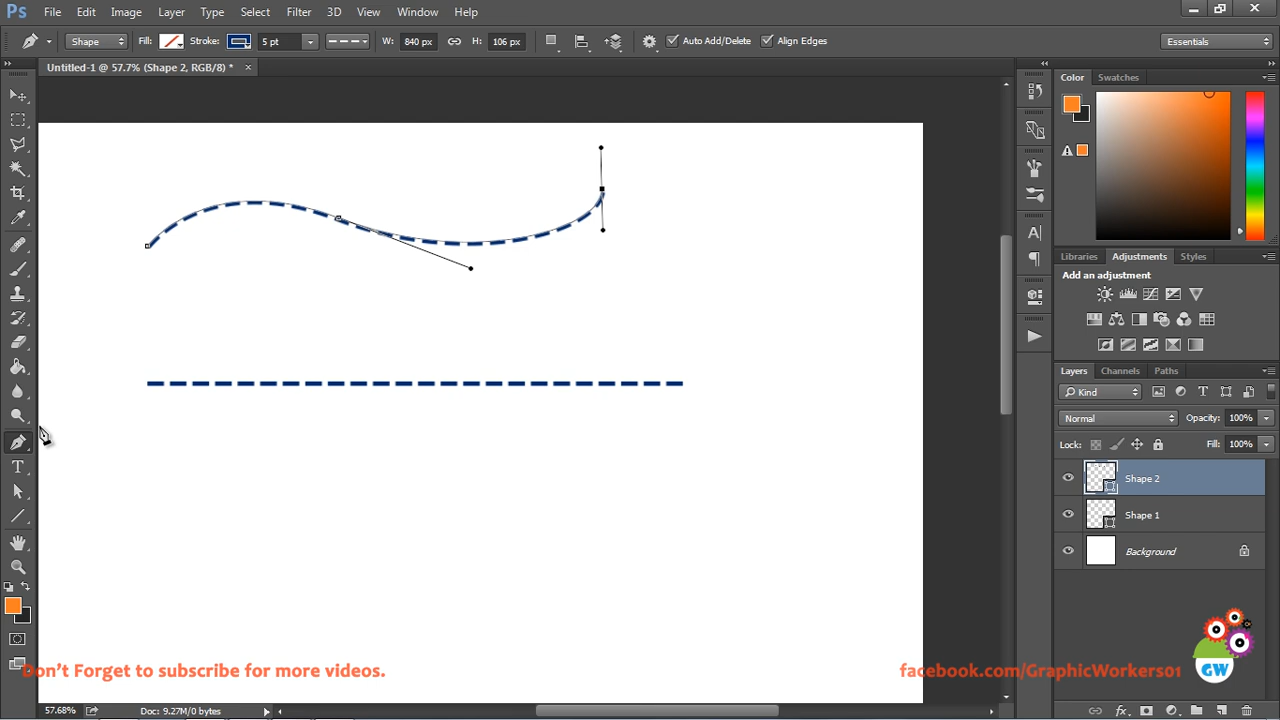 Ps File Edit Image Layer Type Select Filter 3D View Window Help
Shape Fill: Stroke: 5 pt W: 840 px H: 106 px Auto Add/Delete Align Edges Essentials
Untitled-1 @ 57.7% (Shape 2, RGB/8) * ×
Color Swatches
Libraries Adjustments Styles
Add an adjustment
Layers Channels Paths
Kind
Normal Opacity: 100%
Lock: Fill: 100%
Shape 2
Shape 1
Background
Don't Forget to subscribe for more videos.
facebook.com/GraphicWorkers01
GW
57.68% Doc: 9.27M/0 bytes